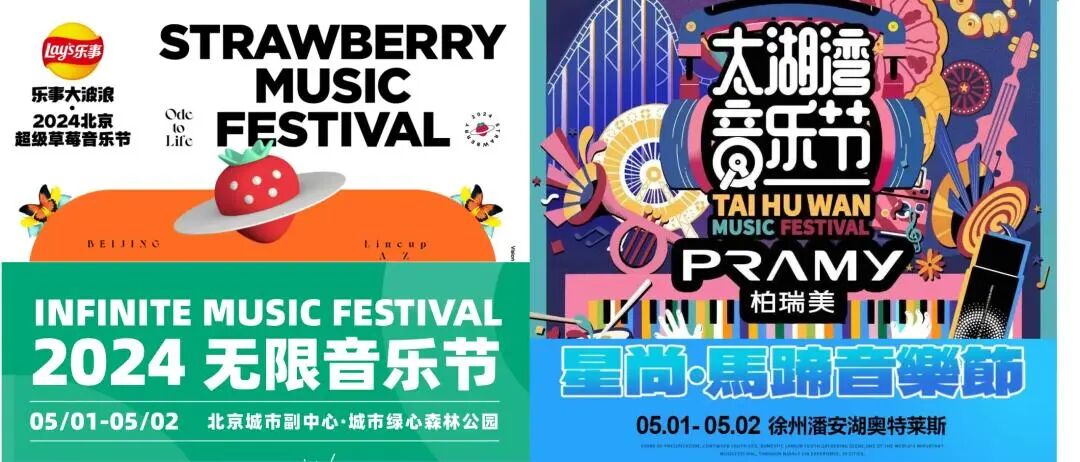 Lay's乐事
乐事大波浪
·
2024北京
超级草莓音乐节
STRAWBERRY
MUSIC
FESTIVAL
Ode
to
Life
STRAWBERRY 2024
BEIJING
Lineup
A Z
Vision
INFINITE MUSIC FESTIVAL
2024 无限音乐节
05/01-05/02 北京城市副中心·城市绿心森林公园
太湖湾
音乐节
TAI HU WAN
MUSIC FESTIVAL
PRAMY
柏瑞美
星尚·馬蹄音樂節
05.01-05.02 徐州潘安湖奥特莱斯